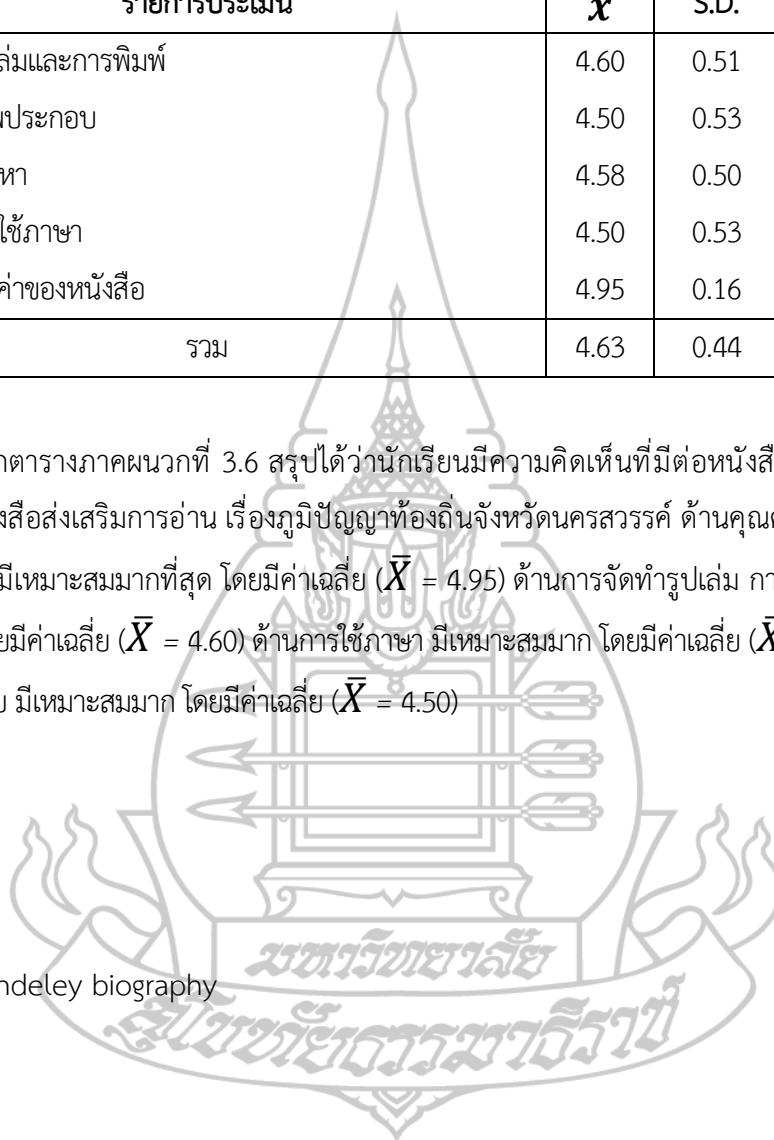 รายการประเมิน x̄ S.D.
ล่มและการพิมพ์ 4.60 0.51
ประกอบ 4.50 0.53
หา 4.58 0.50
ใช้ภาษา 4.50 0.53
ค่าของหนังสือ 4.95 0.16
รวม 4.63 0.44
กตารางภาคผนวกที่ 3.6 สรุปได้ว่านักเรียนมีความคิดเห็นที่มีต่อหนังสื
งสือส่งเสริมการอ่าน เรื่องภูมิปัญญาท้องถิ่นจังหวัดนครสวรรค์ ด้านคุณค
มีเหมาะสมมากที่สุด โดยมีค่าเฉลี่ย (X̄ = 4.95) ด้านการจัดทำรูปเล่ม กา
ยมีค่าเฉลี่ย (X̄ = 4.60) ด้านการใช้ภาษา มีเหมาะสมมาก โดยมีค่าเฉลี่ย (X̄
บ มีเหมาะสมมาก โดยมีค่าเฉลี่ย (X̄ = 4.50)
มหาวิทยาลัย
ndeley biography
สุโขทัยธรรมาธิราช